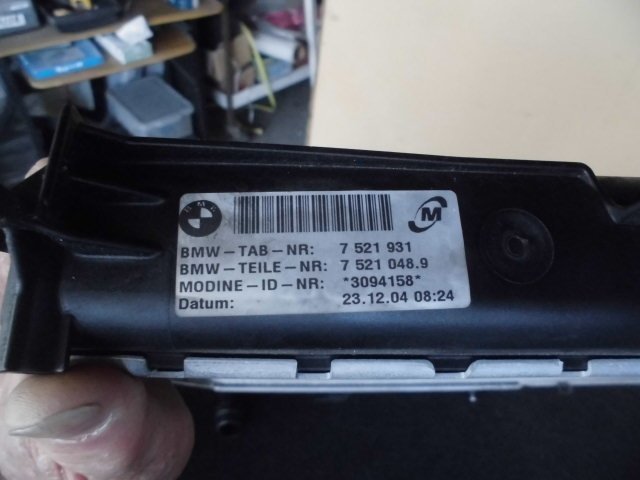 BMW
M
BMW-TAB-NR: 7 521 931
BMW-TEILE-NR: 7 521 048.9
MODINE-ID-NR: *3094158*
Datum: 23.12.04 08:24